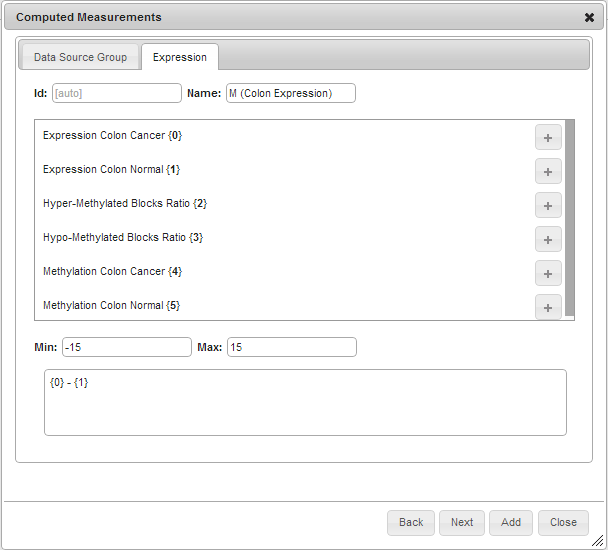 Computed Measurements
Data Source Group Expression
Id: [auto] Name: M (Colon Expression)
Expression Colon Cancer {0} +
Expression Colon Normal {1} +
Hyper-Methylated Blocks Ratio {2} +
Hypo-Methylated Blocks Ratio {3} +
Methylation Colon Cancer {4} +
Methylation Colon Normal {5} +
Min: -15 Max: 15
{0} - {1}
Back Next Add Close